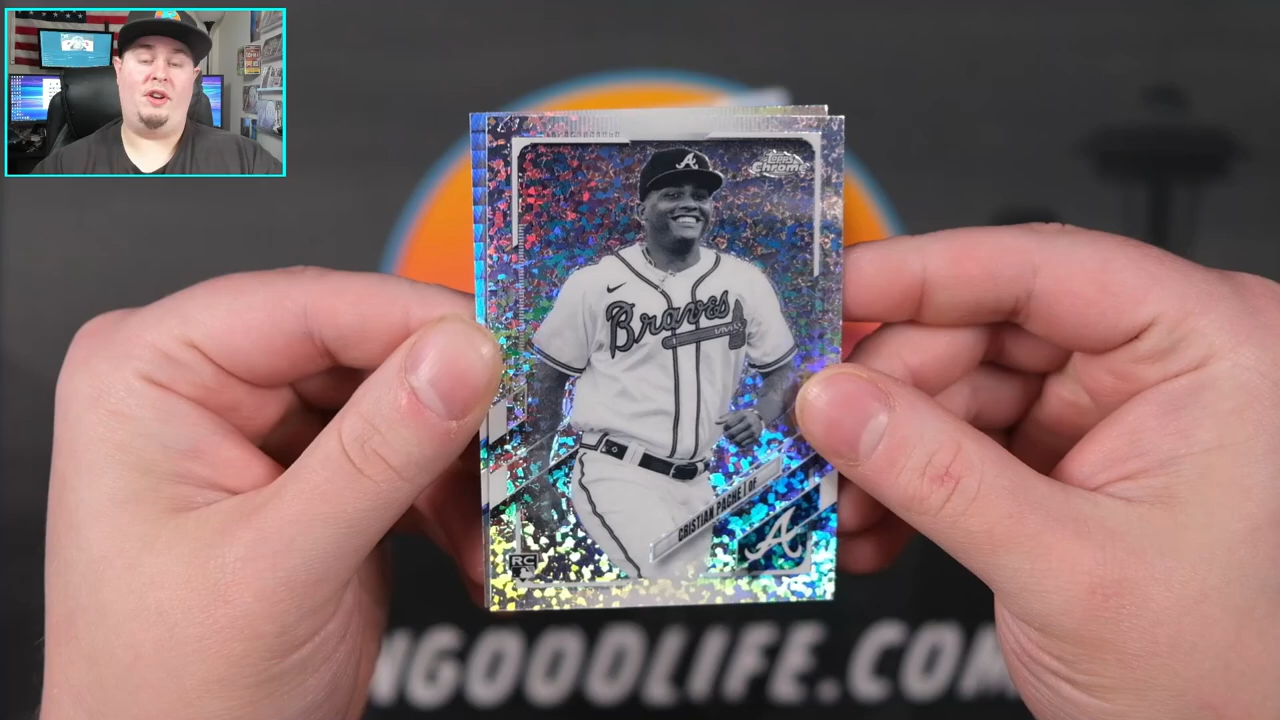 A
Topps
Chrome
Braves
CRISTIAN PACHE | OF
A
RC
NGOODLIFE.COM